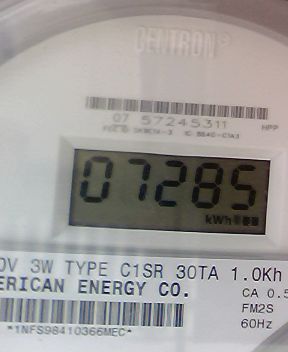 CENTRON®
07 57245311
HPP
07285
kWh
0V 3W TYPE C1SR 30TA 1.0Kh
ERICAN ENERGY CO.
CA 0.5
FM2S
60Hz
*1NFS98410366MEC*